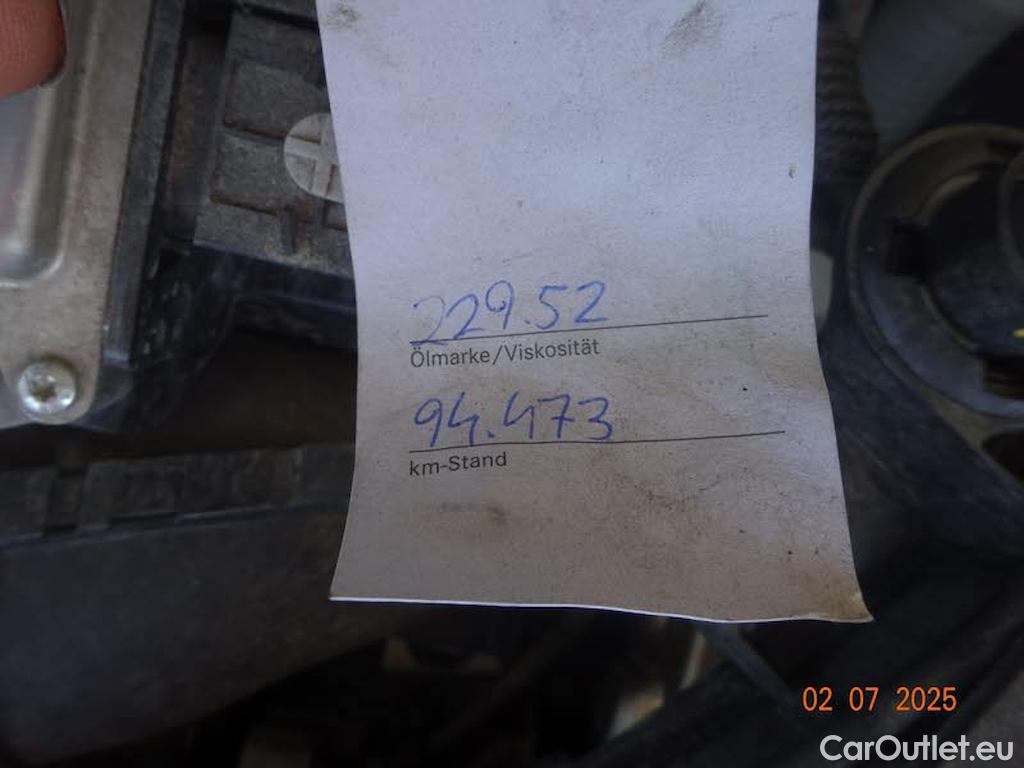 229.52
Ölmarke/Viskosität
94.473
km-Stand
02 07 2025
CarOutlet.eu